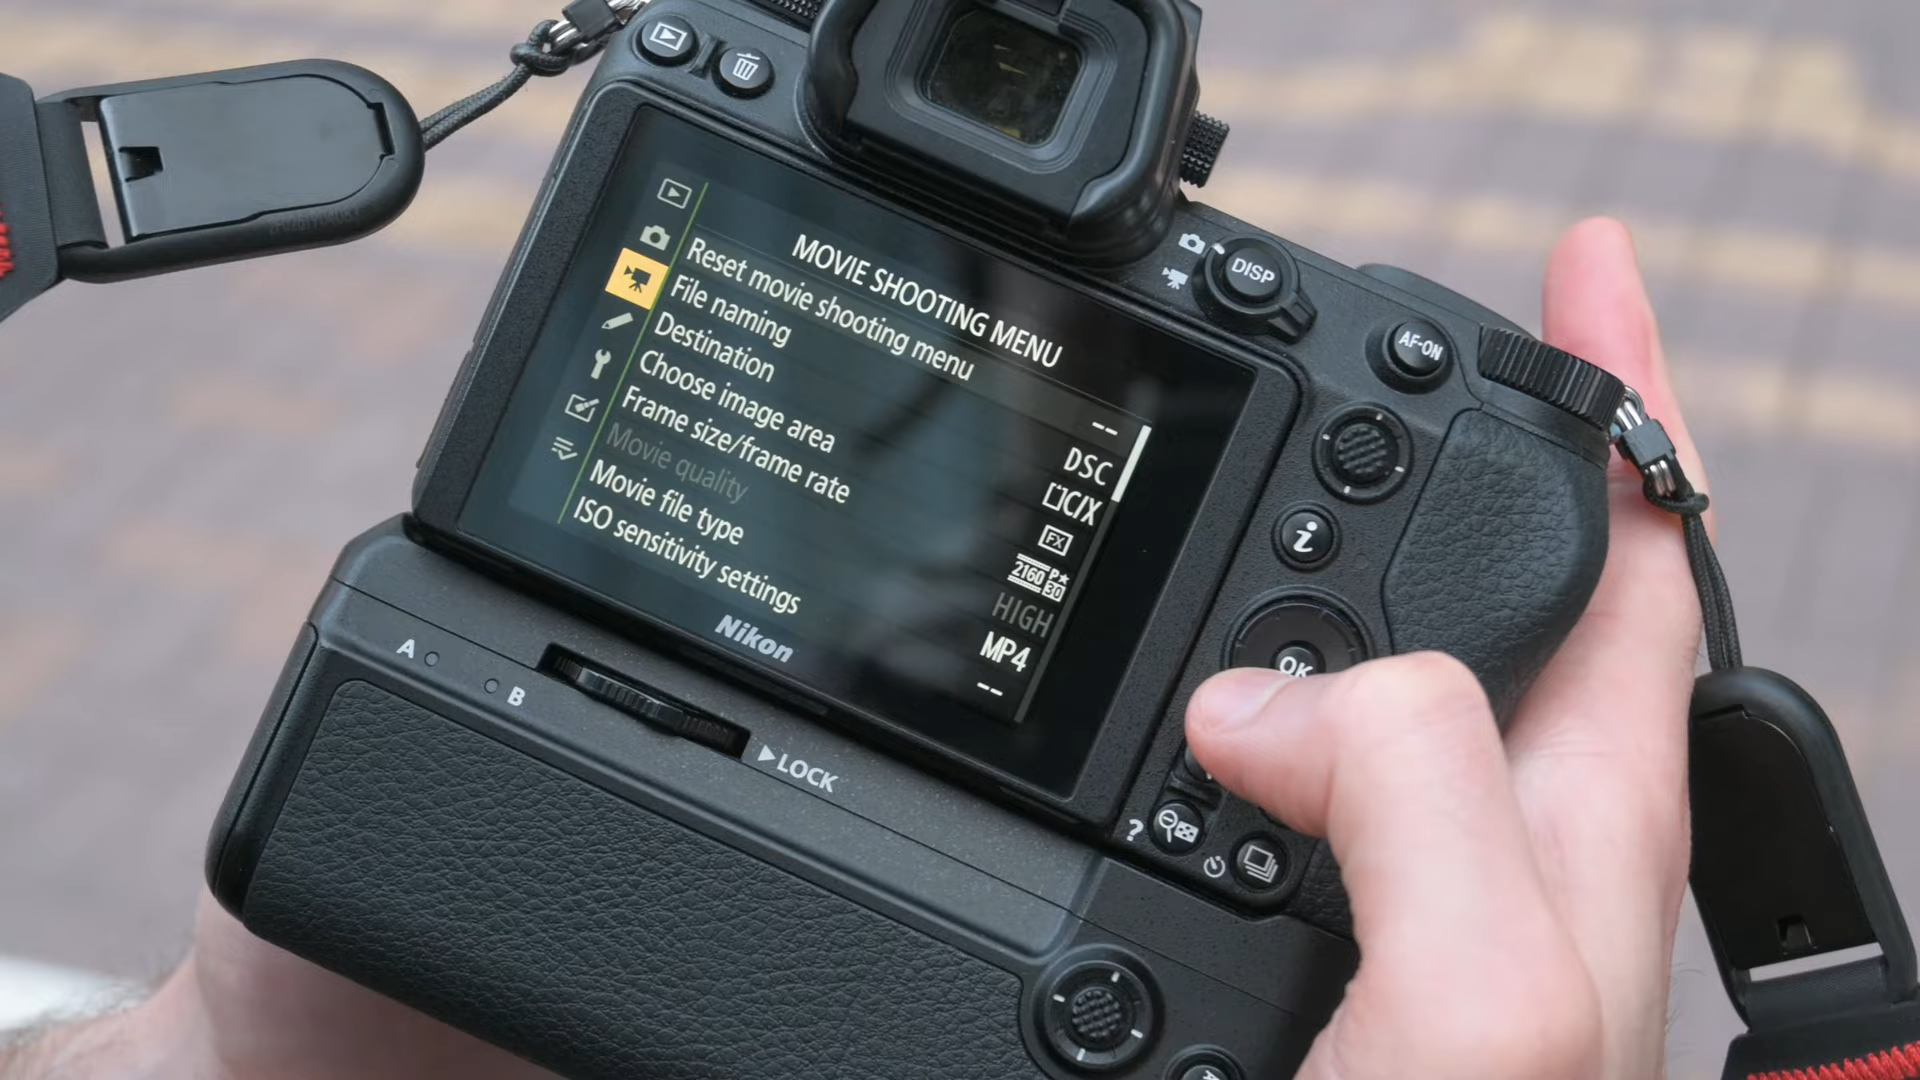 DISP
AF-ON
MOVIE SHOOTING MENU
Reset movie shooting menu --
File naming DSC
Destination C/X
Choose image area FX
Frame size/frame rate 2160 P★ 30
Movie quality HIGH
Movie file type MP4
ISO sensitivity settings --
Nikon
i
OK
A
B
LOCK
?